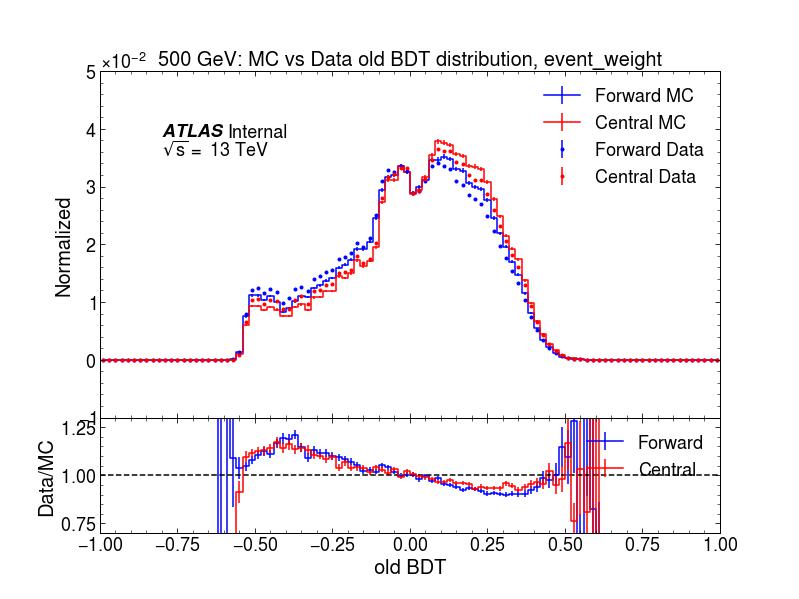 ×10⁻² 500 GeV: MC vs Data old BDT distribution, event_weight
5
4
3
2
1
0
−1
Normalized
ATLAS Internal
√s = 13 TeV
Forward MC
Central MC
Forward Data
Central Data
1.25
1.00
0.75
Data/MC
Forward
Central
−1.00 −0.75 −0.50 −0.25 0.00 0.25 0.50 0.75 1.00
old BDT